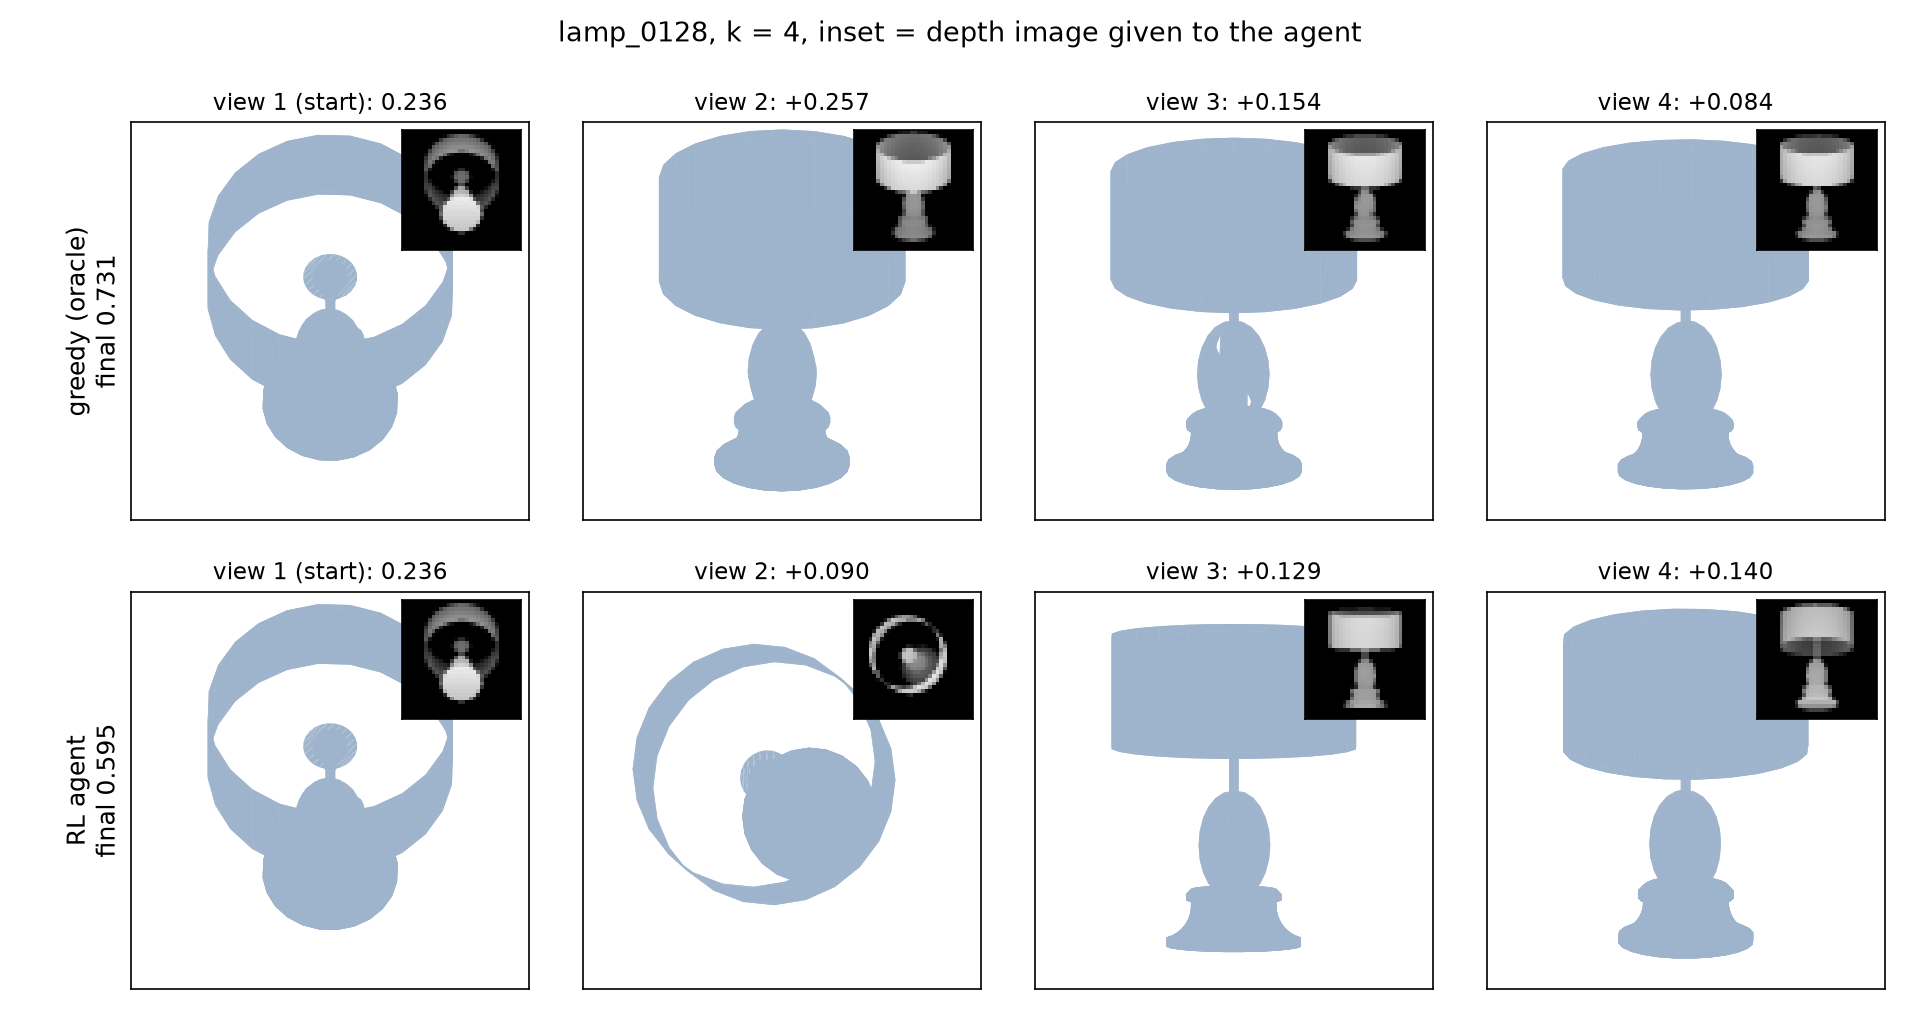 lamp_0128, k = 4, inset = depth image given to the agent
greedy (oracle)
final 0.731
view 1 (start): 0.236
view 2: +0.257
view 3: +0.154
view 4: +0.084
RL agent
final 0.595
view 1 (start): 0.236
view 2: +0.090
view 3: +0.129
view 4: +0.140